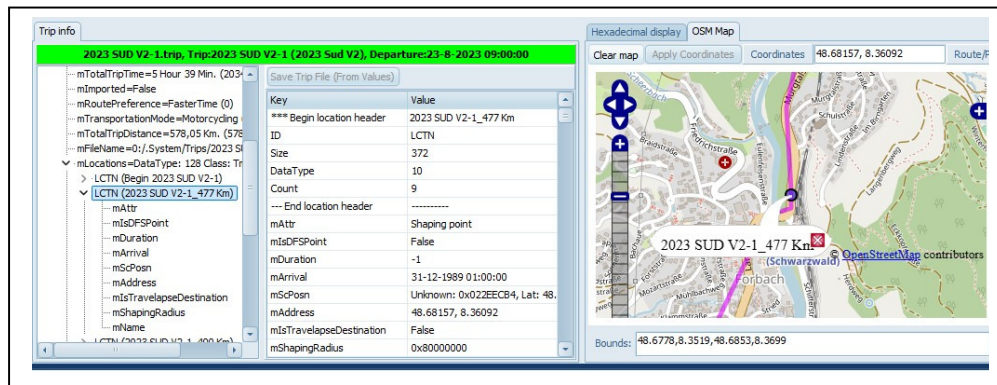 Trip info
2023 SUD V2-1.trip, Trip:2023 SUD V2-1 (2023 Sud V2), Departure:23-8-2023 09:00:00
mTotalTripTime=5 Hour 39 Min. (203
mImported=False
mRoutePreference=FasterTime (0)
mTransportationMode=Motorcycling
mTotalTripDistance=578,05 Km. (578
mFileName=0:/.System/Trips/2023 S
mLocations=DataType: 128 Class: Tr
LCTN (Begin 2023 SUD V2-1)
LCTN (2023 SUD V2-1_477 Km)
mAttr
mIsDFSPoint
mDuration
mArrival
mScPosn
mAddress
mIsTravelapseDestination
mShapingRadius
mName
Save Trip File (From Values)
Key Value
*** Begin location header 2023 SUD V2-1_477 Km
ID LCTN
Size 372
DataType 10
Count 9
--- End location header ----------
mAttr Shaping point
mIsDFSPoint False
mDuration -1
mArrival 31-12-1989 01:00:00
mScPosn Unknown: 0x022EECB4, Lat: 48.
mAddress 48.68157, 8.36092
mIsTravelapseDestination False
mShapingRadius 0x80000000
Hexadecimal display OSM Map
Clear map Apply Coordinates Coordinates 48.68157, 8.36092 Route/
Schulstraße
Friedrichstraße
Eulenfelsenstraße
Langenbergweg
2023 SUD V2-1_477 Km
(Schwarzwald)
© OpenStreetMap contributors
orbach
Mozartstraße
Mühlbachweg
Bounds: 48.6778,8.3519,48.6853,8.3699